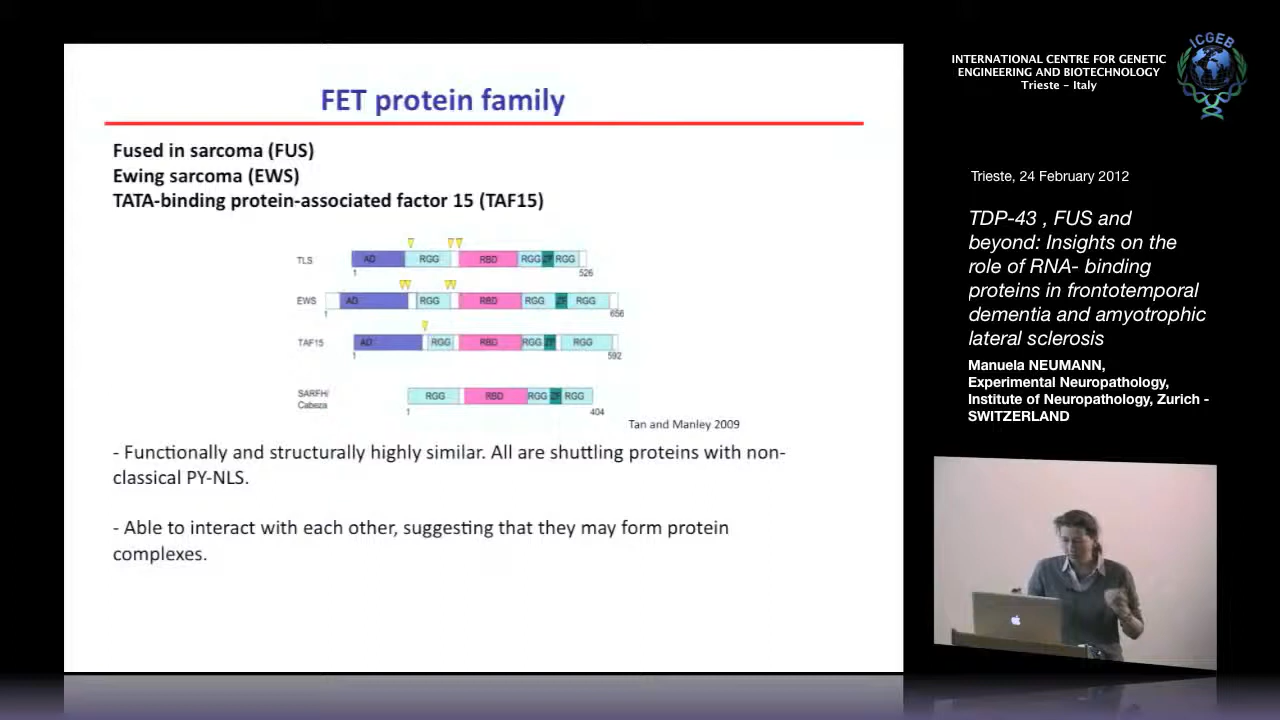 FET protein family
Fused in sarcoma (FUS)
Ewing sarcoma (EWS)
TATA-binding protein-associated factor 15 (TAF15)
TLS AD RGG RBD RGG ZF RGG
1 526
EWS AD RGG RBD RGG ZF RGG
1 656
TAF15 AD RGG RBD RGG ZF RGG
1 592
SARFH/
Cabeza
RGG RBD RGG ZF RGG
1 404
Tan and Manley 2009
- Functionally and structurally highly similar. All are shuttling proteins with non-
classical PY-NLS.
- Able to interact with each other, suggesting that they may form protein
complexes.
INTERNATIONAL CENTRE FOR GENETIC
ENGINEERING AND BIOTECHNOLOGY
Trieste - Italy
ICGEB
Trieste, 24 February 2012
TDP-43 , FUS and
beyond: Insights on the
role of RNA- binding
proteins in frontotemporal
dementia and amyotrophic
lateral sclerosis
Manuela NEUMANN,
Experimental Neuropathology,
Institute of Neuropathology, Zurich -
SWITZERLAND